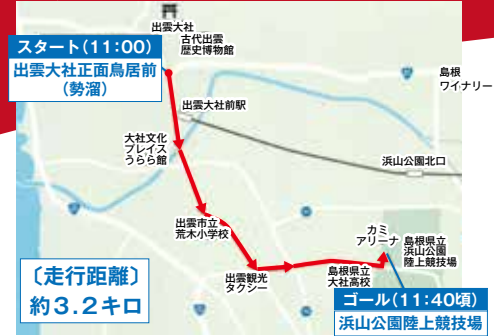 出雲大社
古代出雲
歴史博物館
スタート(11:00)
出雲大社正面鳥居前
(勢溜)
島根
ワイナリー
出雲大社前駅
大社文化
プレイス
うらら館
浜山公園北口
出雲市立
荒木小学校
カミ
アリーナ
島根県立
浜山公園
陸上競技場
出雲観光
タクシー
島根県立
大社高校
〔走行距離〕
約3.2キロ
ゴール(11:40頃)
浜山公園陸上競技場